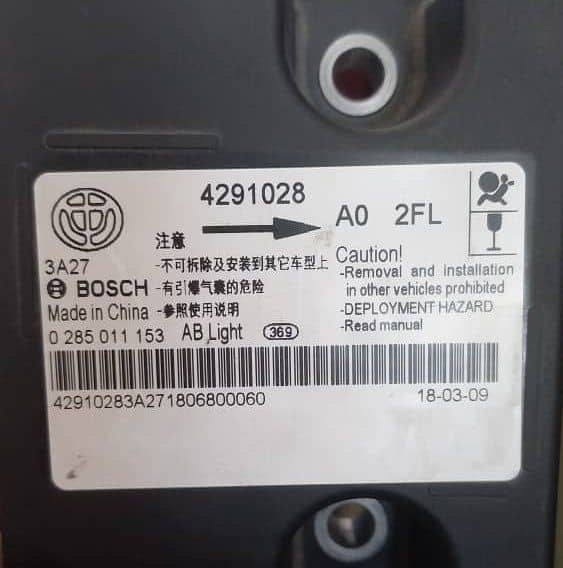 4291028
A0 2FL
注意
3A27
-不可拆除及安装到其它车型上
BOSCH
-有引爆气囊的危险
Made in China
-参照使用说明
0 285 011 153 AB Light 369
Caution!
-Removal and installation
in other vehicles prohibited
-DEPLOYMENT HAZARD
-Read manual
42910283A271806800060
18-03-09